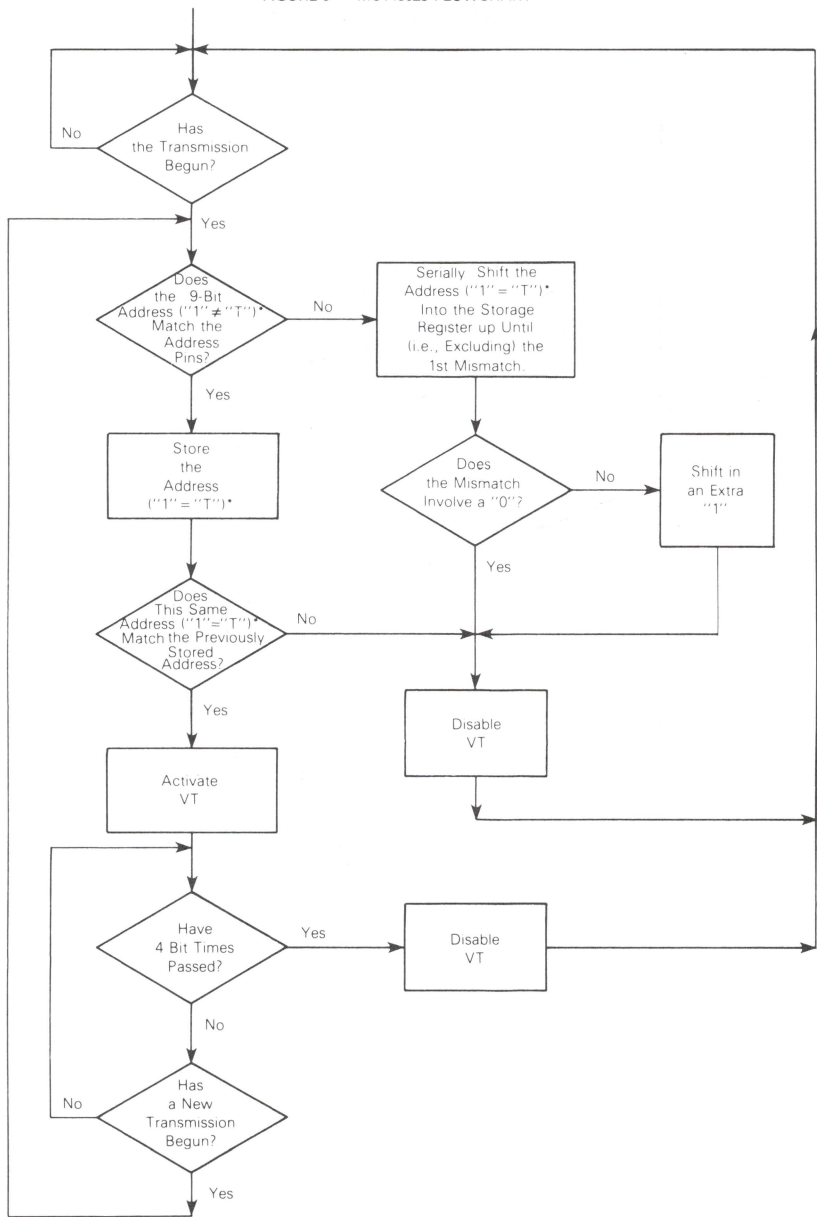 No
Has
the Transmission
Begun?
Yes
Does
the 9-Bit
Address ("1" ≠ "T")*
Match the
Address
Pins?
No
Serially Shift the
Address ("1" = "T")*
Into the Storage
Register up Until
(i.e., Excluding) the
1st Mismatch.
Yes
Store
the
Address
("1" = "T")*
Does
the Mismatch
Involve a "0"?
No
Shift in
an Extra
"1"
Yes
Does
This Same
Address ("1"="T")*
Match the Previously
Stored
Address?
No
Yes
Disable
VT
Activate
VT
Have
4 Bit Times
Passed?
Yes
Disable
VT
No
Has
a New
Transmission
Begun?
No
Yes